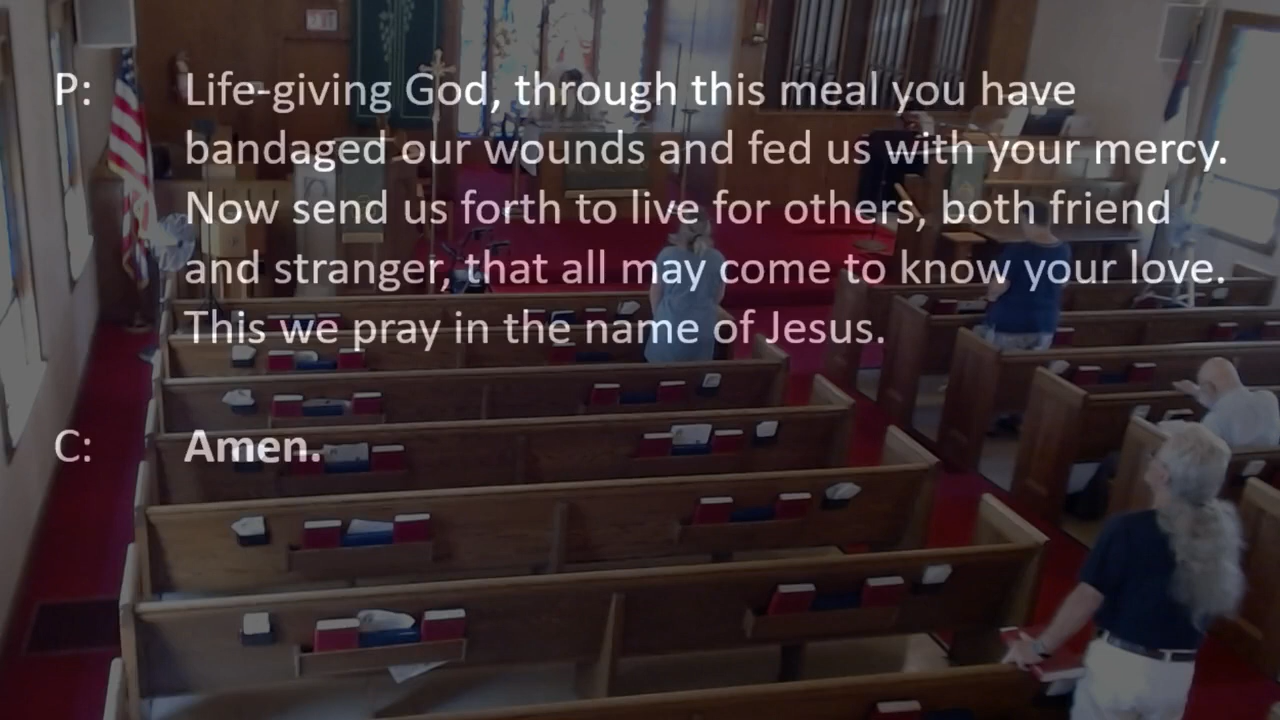 P: Life-giving God, through this meal you have
bandaged our wounds and fed us with your mercy.
Now send us forth to live for others, both friend
and stranger, that all may come to know your love.
This we pray in the name of Jesus.
C: Amen.